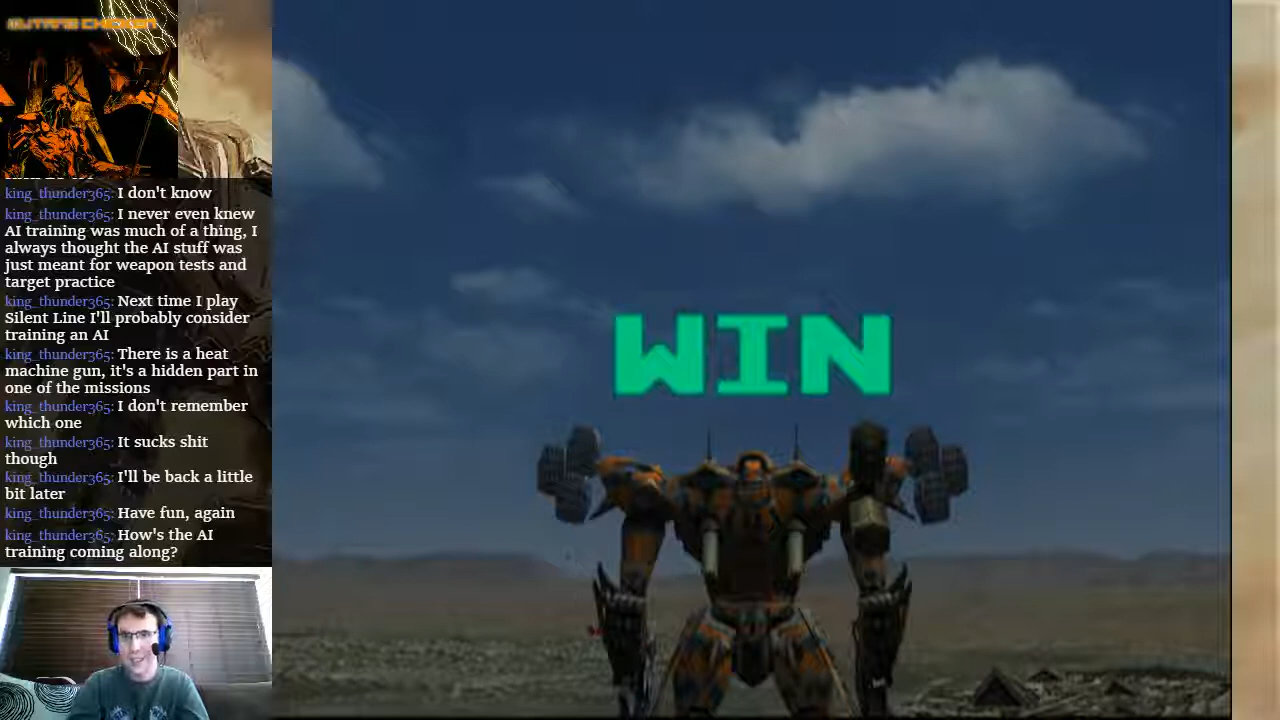 king_thunder365: I don't know
king_thunder365: I never even knew
AI training was much of a thing, I
always thought the AI stuff was
just meant for weapon tests and
target practice
king_thunder365: Next time I play
Silent Line I'll probably consider
training an AI
king_thunder365: There is a heat
machine gun, it's a hidden part in
one of the missions
king_thunder365: I don't remember
which one
king_thunder365: It sucks shit
though
king_thunder365: I'll be back a little
bit later
king_thunder365: Have fun, again
king_thunder365: How's the AI
training coming along?
WIN